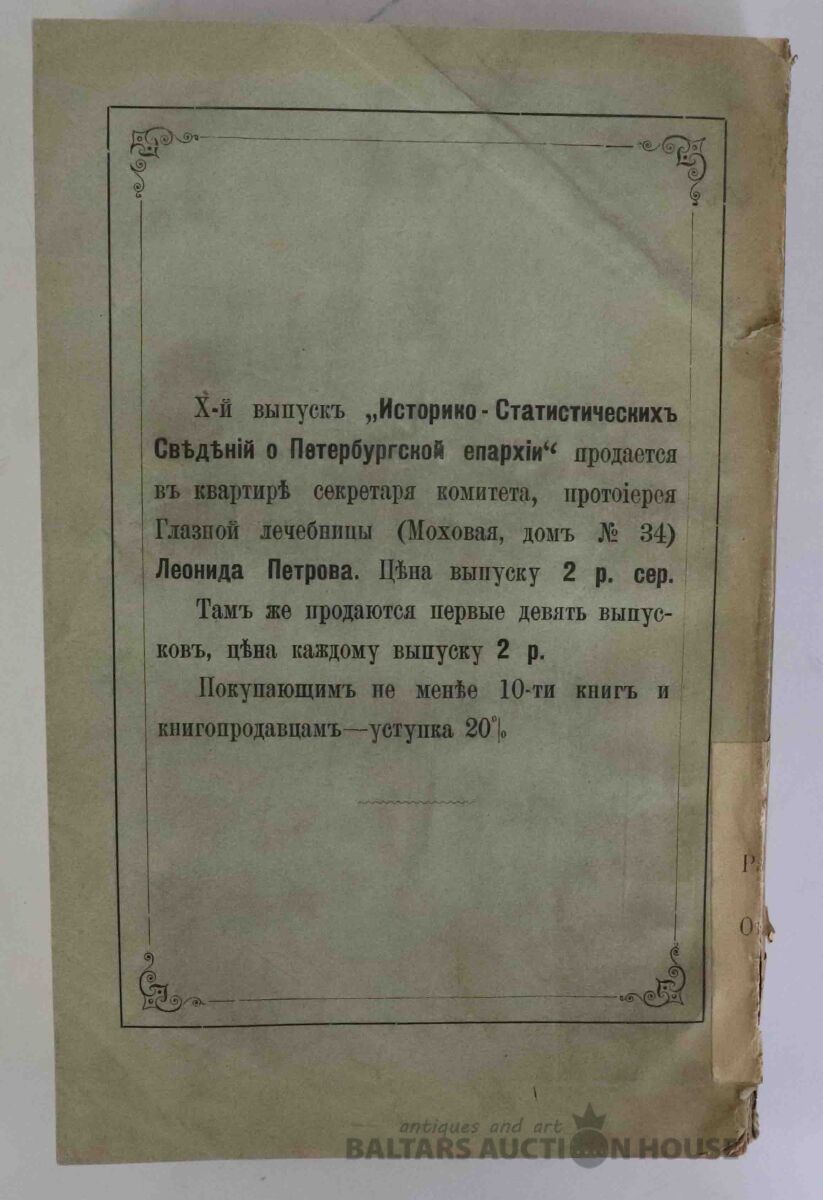 X-й выпускъ „Историко-Статистическихъ
Свѣдѣній о Петербургской епархіи“ продается
въ квартирѣ секретаря комитета, протоіерея
Глазной лечебницы (Моховая, домъ № 34)
Леонида Петрова. Цѣна выпуску 2 р. сер.
Тамъ же продаются первые девять выпус-
ковъ, цѣна каждому выпуску 2 р.
Покупающимъ не менѣе 10-ти книгъ и
книгопродавцамъ—уступка 20%
antiques and art
BALTARS AUCTION HOUSE